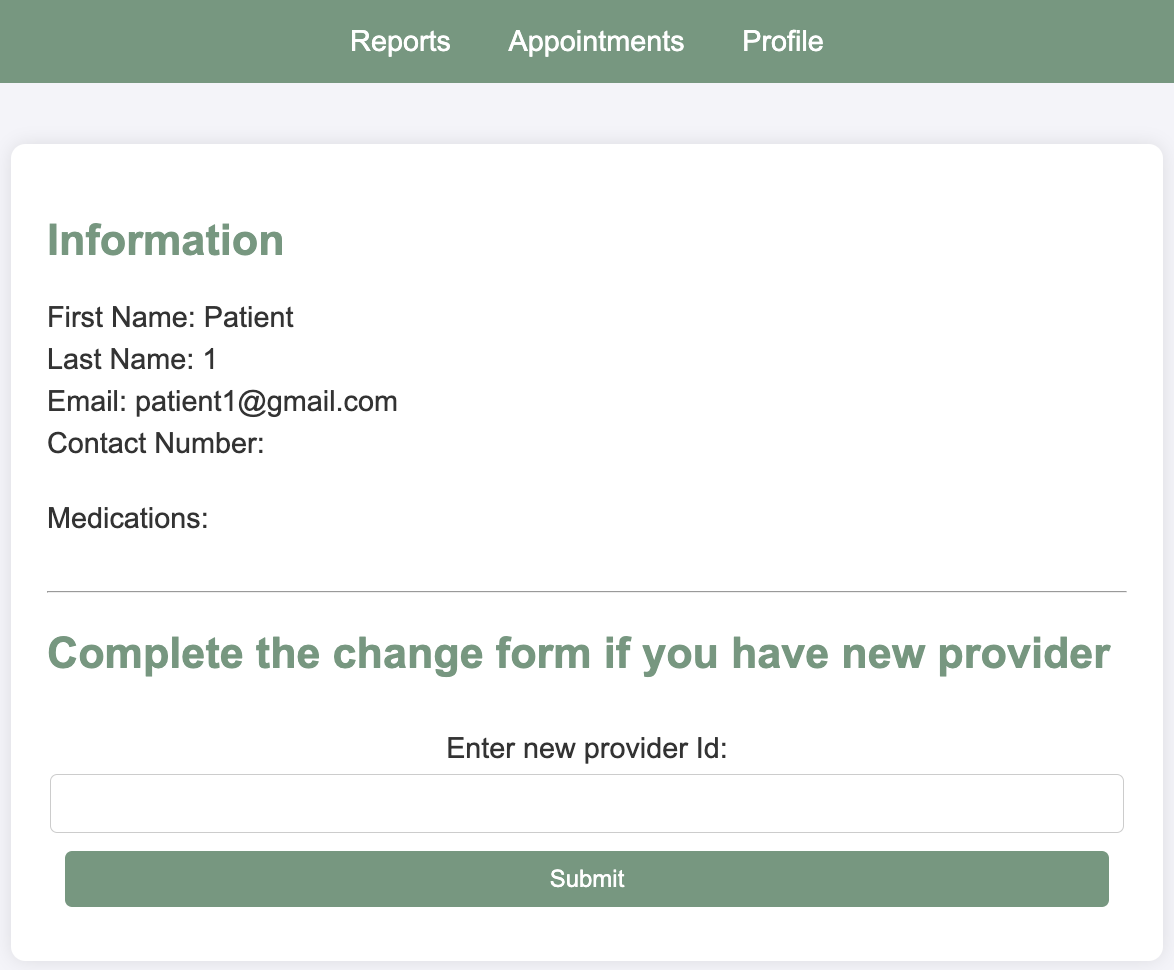 Reports Appointments Profile
Information
First Name: Patient
Last Name: 1
Email: patient1@gmail.com
Contact Number:
Medications:
Complete the change form if you have new provider
Enter new provider Id:
Submit